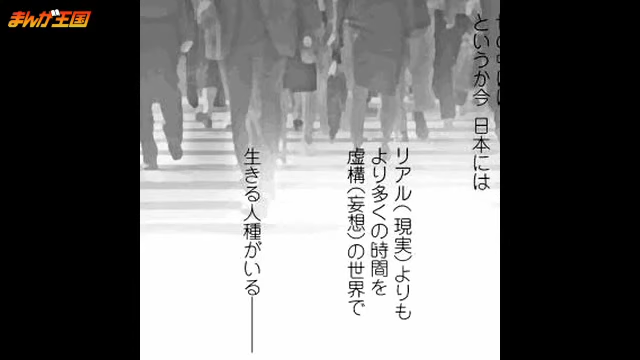 まんが王国
というか今 日本には
リアル(現実)よりも
より多くの時間を
虚構(妄想)の世界で
生きる人種がいる――